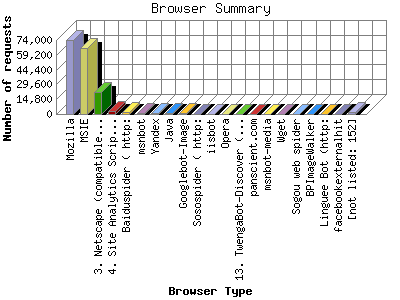 Browser Summary
Number of requests
74,000
59,200
44,600
29,600
14,800
0
Mozilla
MSIE
3. Netscape (compatible...
4. Site Analytics Scrip...
Baiduspider ( http:
msnbot
Yandex
Java
Googlebot-Image
Sosospider ( http:
iisbot
Opera
13. TwengaBot-Discover (...
panscient.com
msnbot-media
Wget
Sogou web spider
BPImageWalker
Linguee Bot (http:
facebookexternalhit
[not listed: 152]
Browser Type